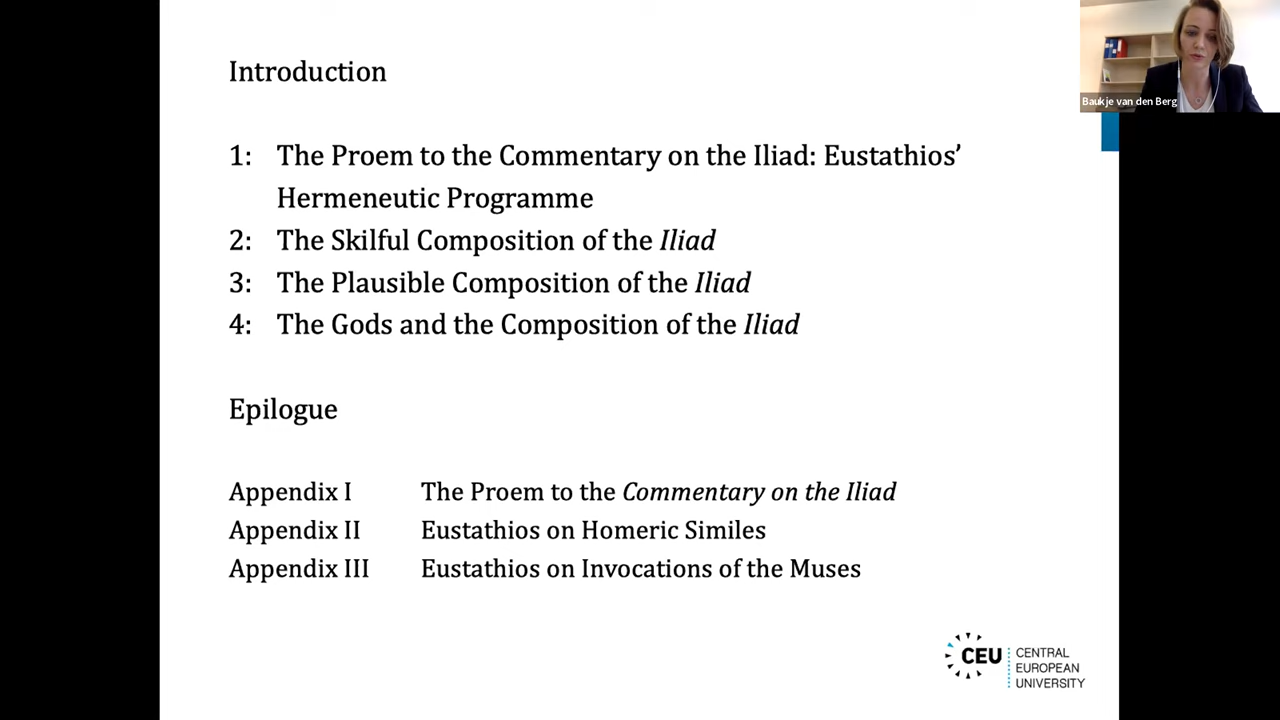 Introduction
Baukje van den Berg
1: The Proem to the Commentary on the Iliad: Eustathios’
Hermeneutic Programme
2: The Skilful Composition of the Iliad
3: The Plausible Composition of the Iliad
4: The Gods and the Composition of the Iliad
Epilogue
Appendix I The Proem to the Commentary on the Iliad
Appendix II Eustathios on Homeric Similes
Appendix III Eustathios on Invocations of the Muses
CEU
CENTRAL
EUROPEAN
UNIVERSITY